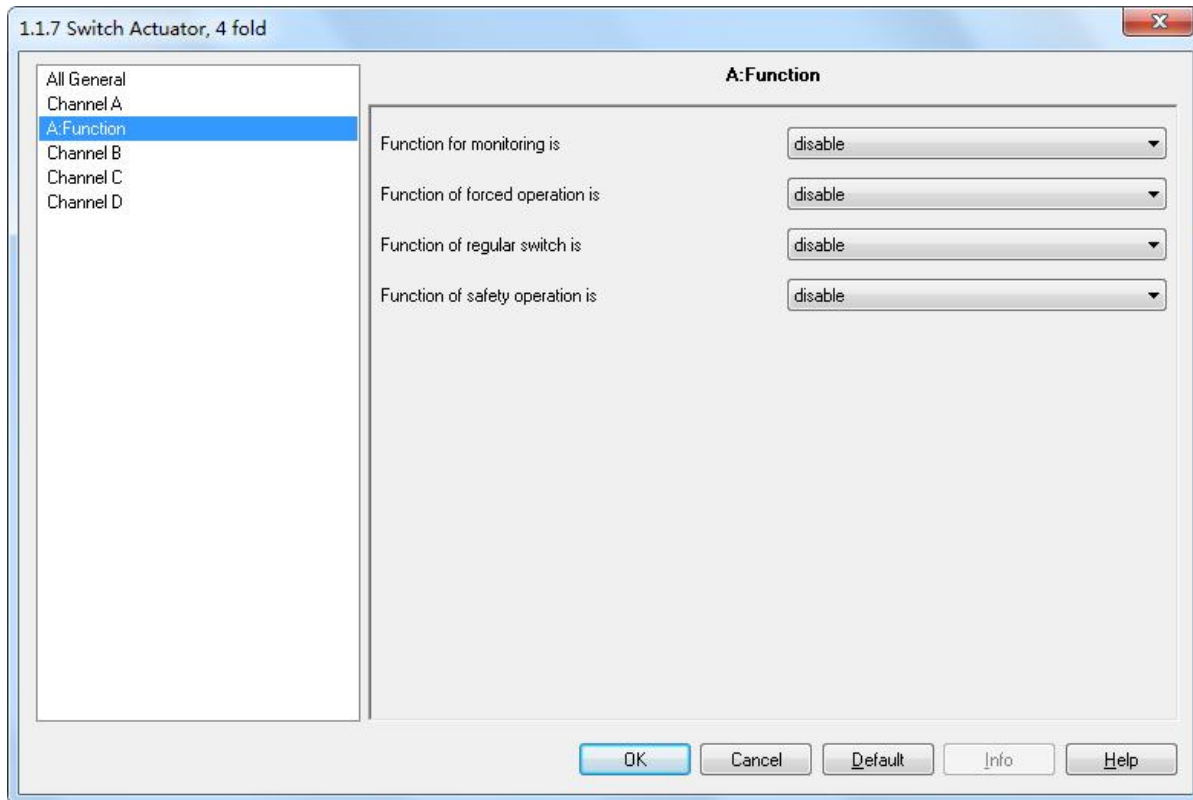 1.1.7 Switch Actuator, 4 fold
All General
Channel A
A:Function
Channel B
Channel C
Channel D
A:Function
Function for monitoring is disable
Function of forced operation is disable
Function of regular switch is disable
Function of safety operation is disable
OK Cancel Default Info Help